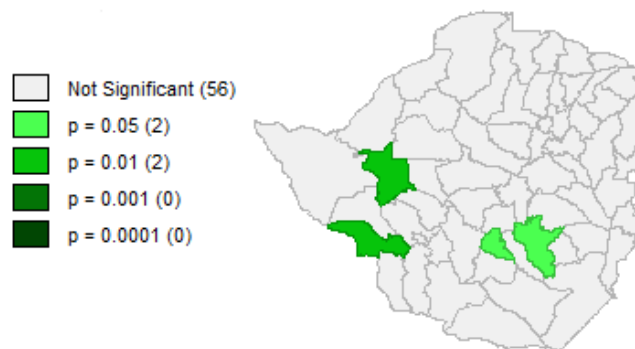 Not Significant (56)
p = 0.05 (2)
p = 0.01 (2)
p = 0.001 (0)
p = 0.0001 (0)